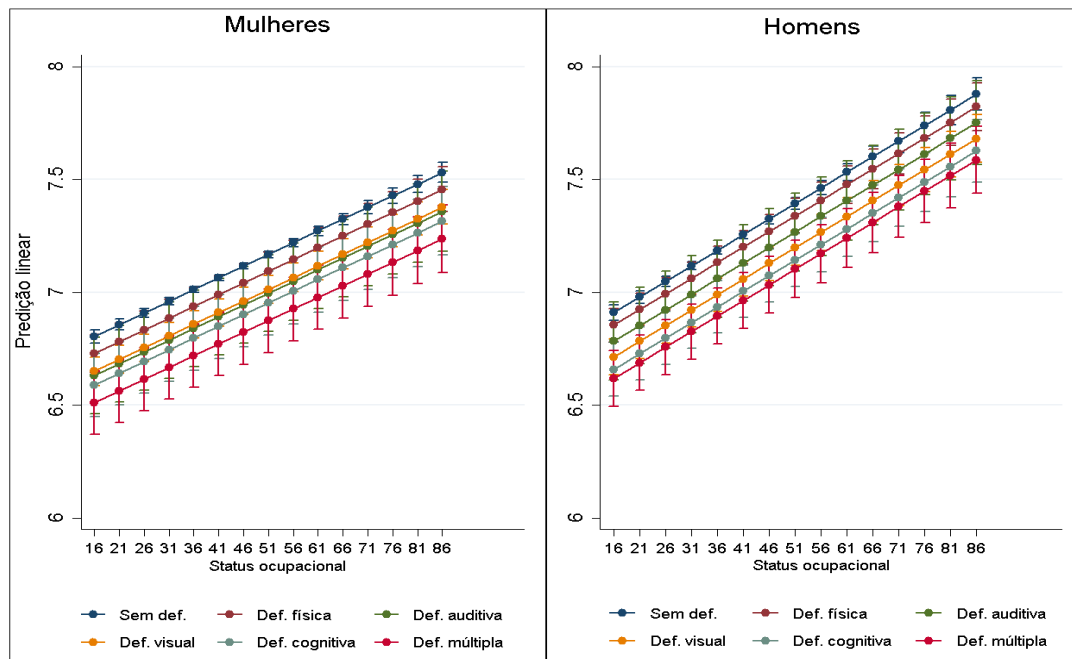 Mulheres
Predição linear
8
7.5
7
6.5
6
16 21 26 31 36 41 46 51 56 61 66 71 76 81 86
Status ocupacional
Sem def. Def. física Def. auditiva
Def. visual Def. cognitiva Def. múltipla
Homens
8
7.5
7
6.5
6
16 21 26 31 36 41 46 51 56 61 66 71 76 81 86
Status ocupacional
Sem def. Def. física Def. auditiva
Def. visual Def. cognitiva Def. múltipla